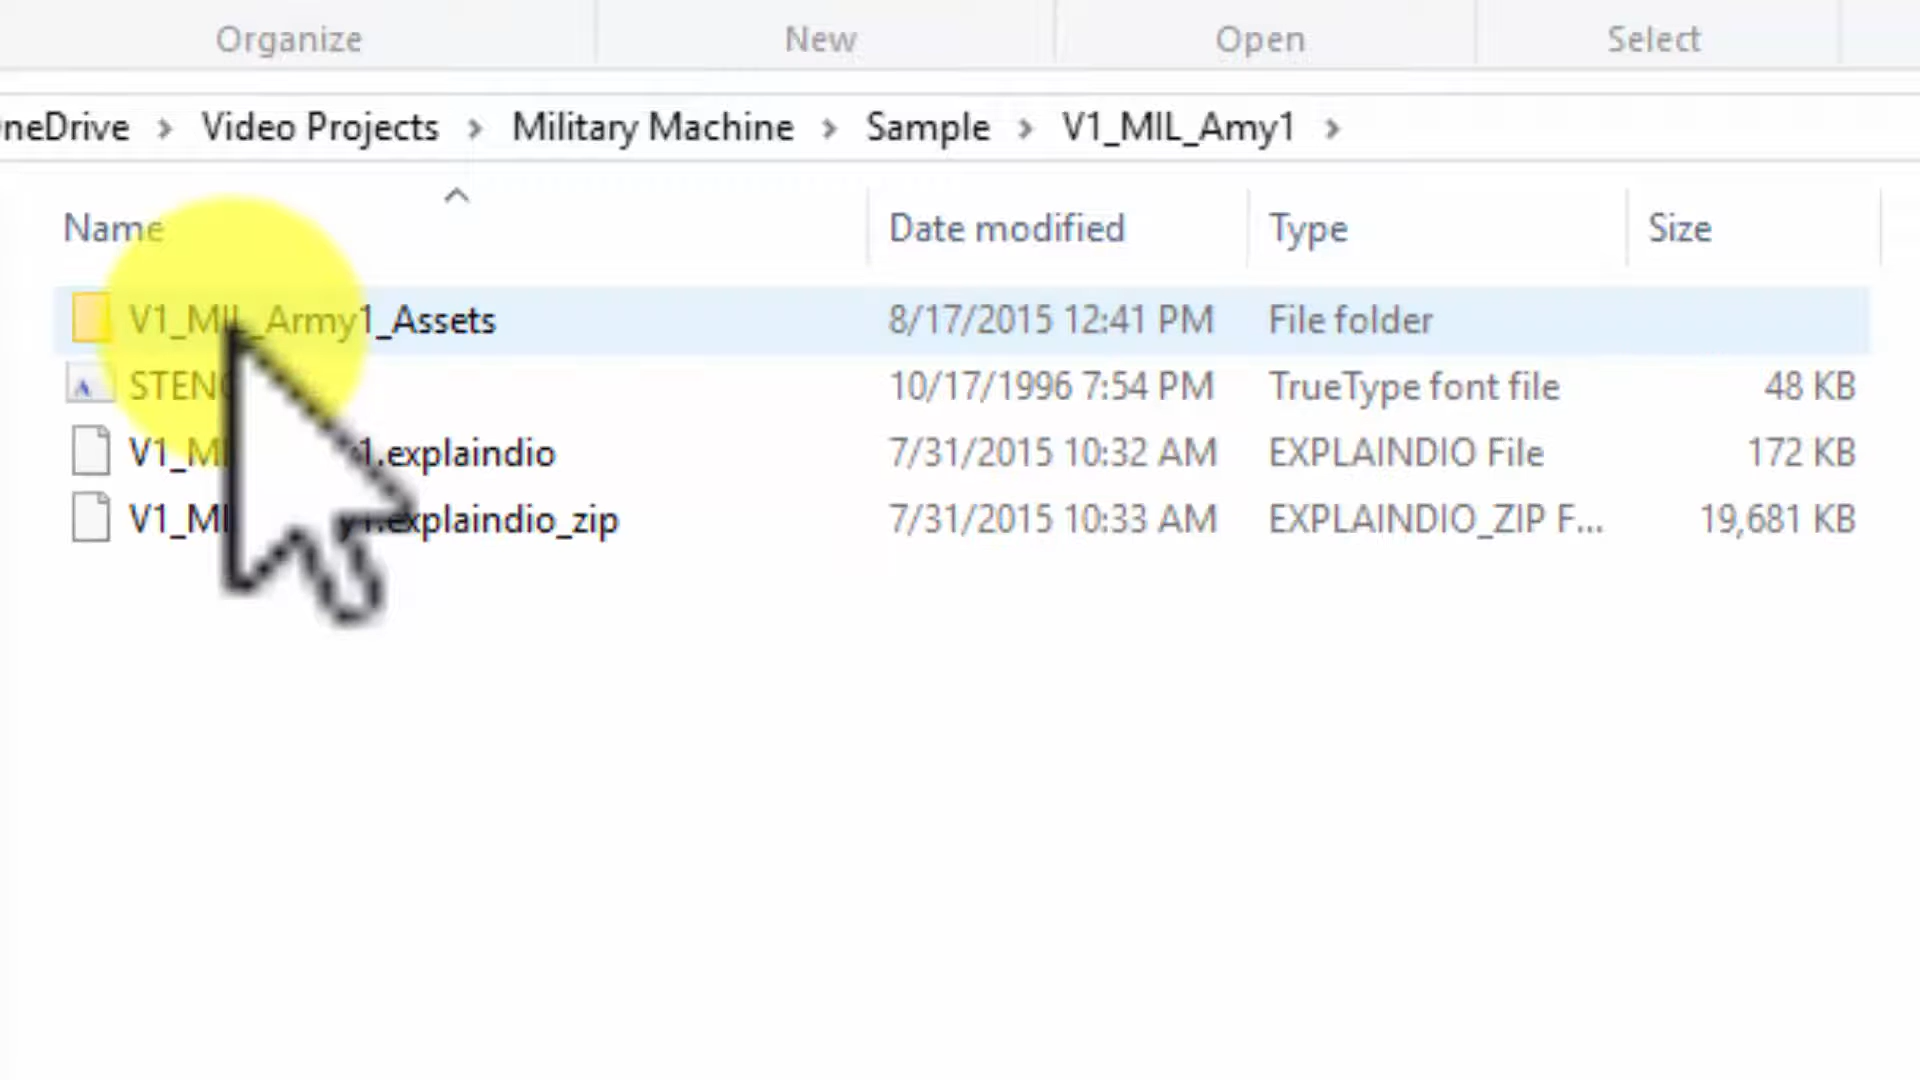 Organize New Open Select
neDrive > Video Projects > Military Machine > Sample > V1_MIL_Amy1 >
Name Date modified Type Size
V1_MIL_Army1_Assets 8/17/2015 12:41 PM File folder
STENC 10/17/1996 7:54 PM TrueType font file 48 KB
V1_MI 1.explaindio 7/31/2015 10:32 AM EXPLAINDIO File 172 KB
V1_MI y1.explaindio_zip 7/31/2015 10:33 AM EXPLAINDIO_ZIP F... 19,681 KB